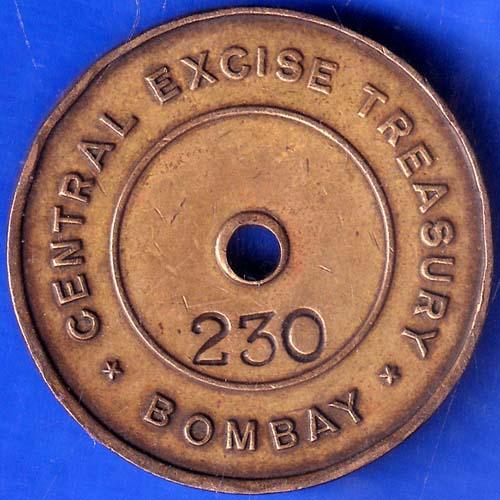 CENTRAL EXCISE TREASURY
* BOMBAY *
230